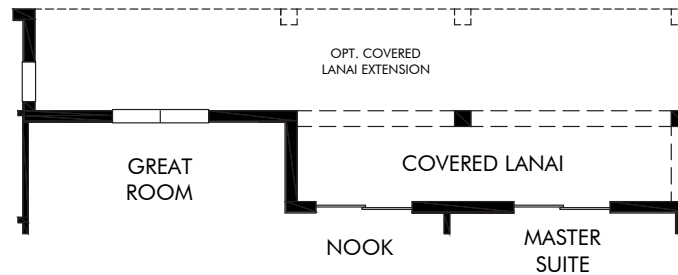 OPT. COVERED
LANAI EXTENSION
GREAT
ROOM
COVERED LANAI
NOOK
MASTER
SUITE